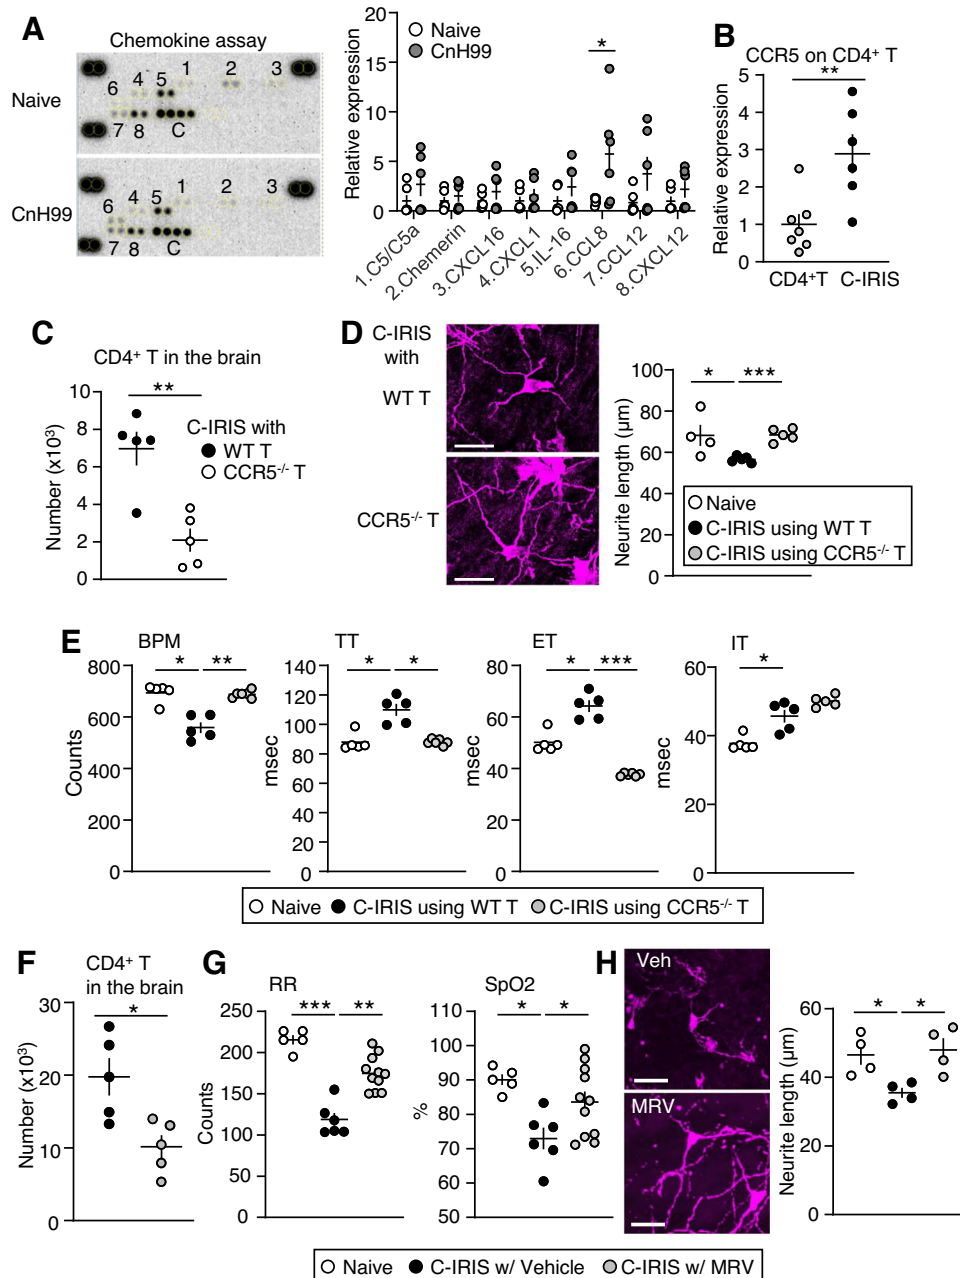 A
Chemokine assay
Naive
1 2 3
4 5
6
7 8 C
CnH99
1 2 3
4 5
6
7 8 C
Relative expression
20
15
10
5
0
Naive
CnH99
*
1.C5/C5a
2.Chemerin
3.CXCL16
4.CXCL1
5.IL-16
6.CCL8
7.CCL12
8.CXCL12
B
CCR5 on CD4⁺ T
**
Relative expression
5
4
3
2
1
0
CD4⁺T C-IRIS
C
CD4⁺ T in the brain
**
Number (x10³)
10
8
6
4
2
0
C-IRIS with
WT T
CCR5⁻/⁻ T
D
C-IRIS
with
WT T
CCR5⁻/⁻ T
Neurite length (µm)
100
80
60
40
20
0
* ***
Naive
C-IRIS using WT T
C-IRIS using CCR5⁻/⁻ T
E
BPM
Counts
800
600
400
200
0
* **
TT
msec
140
120
100
80
60
40
20
0
* *
ET
msec
80
60
40
20
0
* ***
IT
msec
60
40
20
0
*
Naive C-IRIS using WT T C-IRIS using CCR5⁻/⁻ T
F
CD4⁺ T
in the brain
*
Number (x10³)
30
20
10
0
G
RR
Counts
250
200
150
100
50
0
*** **
SpO2
%
110
100
90
80
70
60
50
* *
H
Veh
MRV
Neurite length (µm)
60
40
20
0
* *
Naive C-IRIS w/ Vehicle C-IRIS w/ MRV